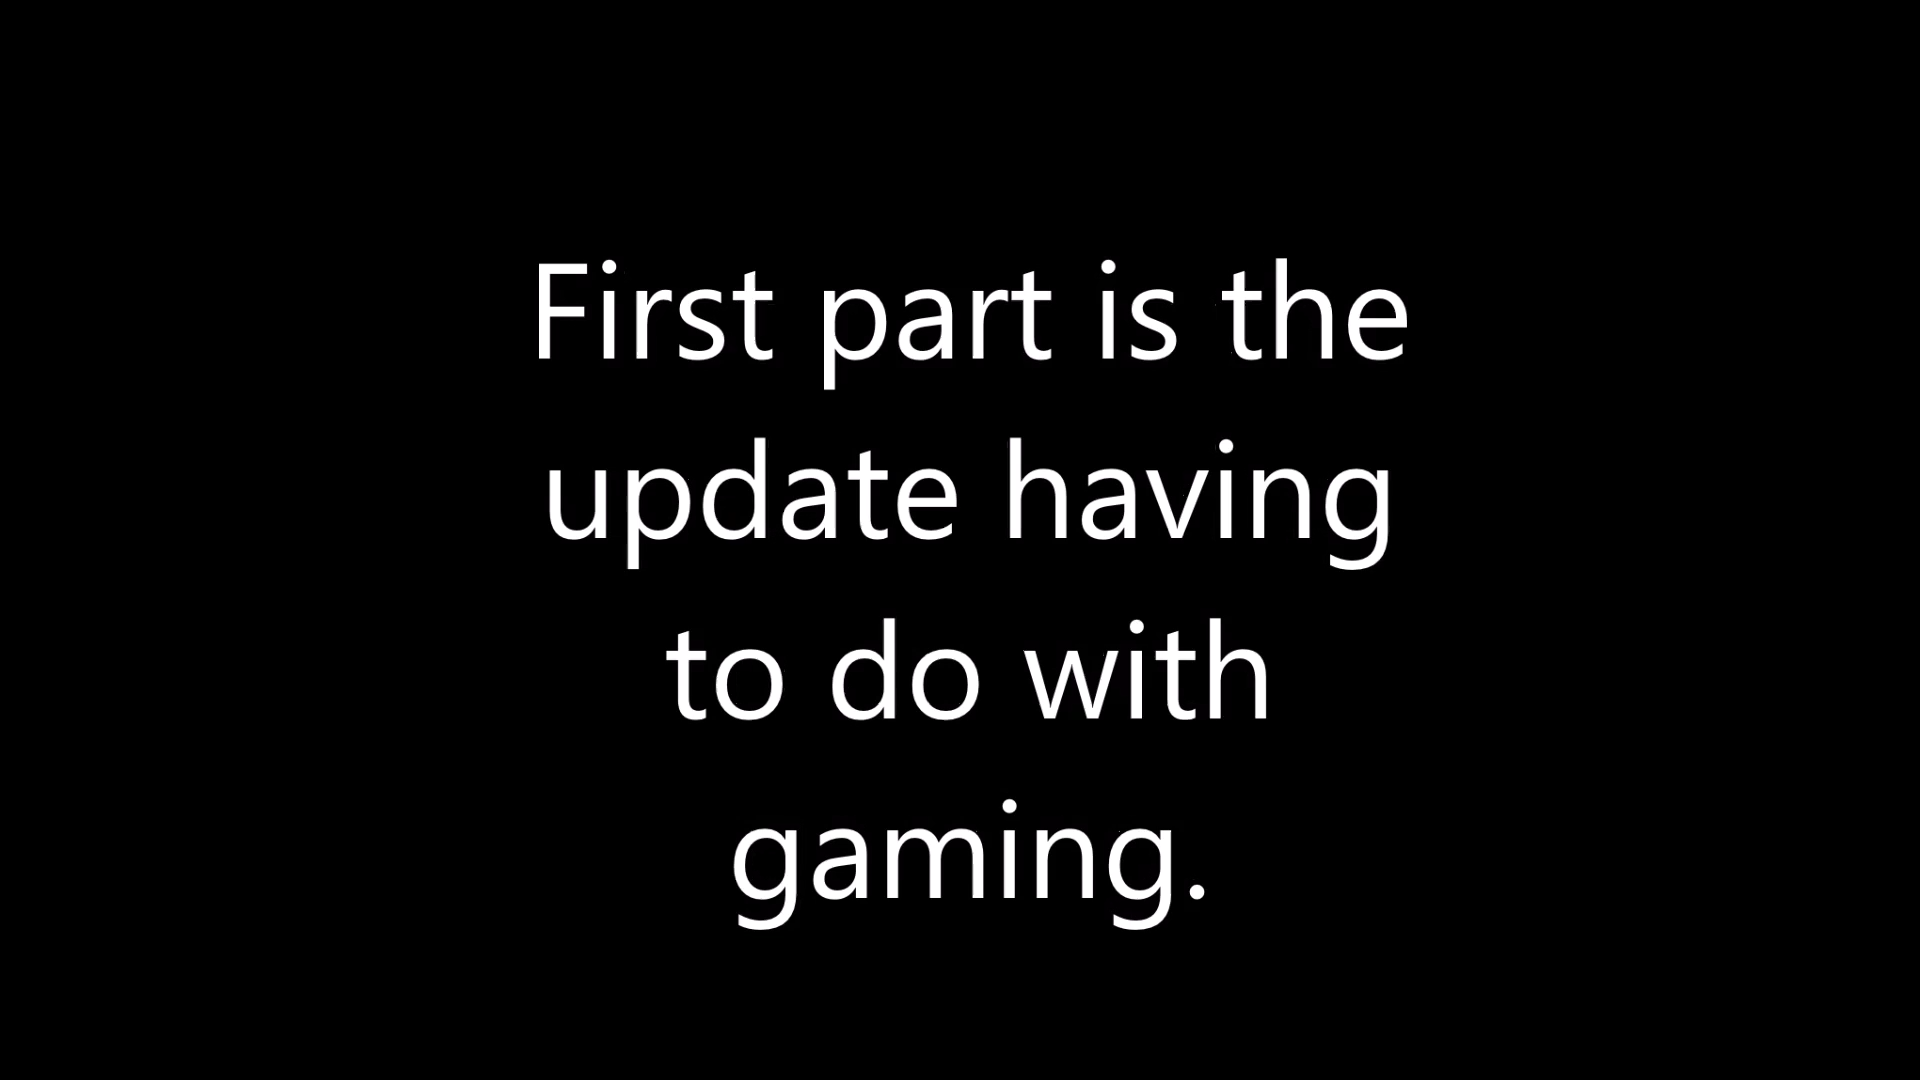 First part is the
update having
to do with
gaming.